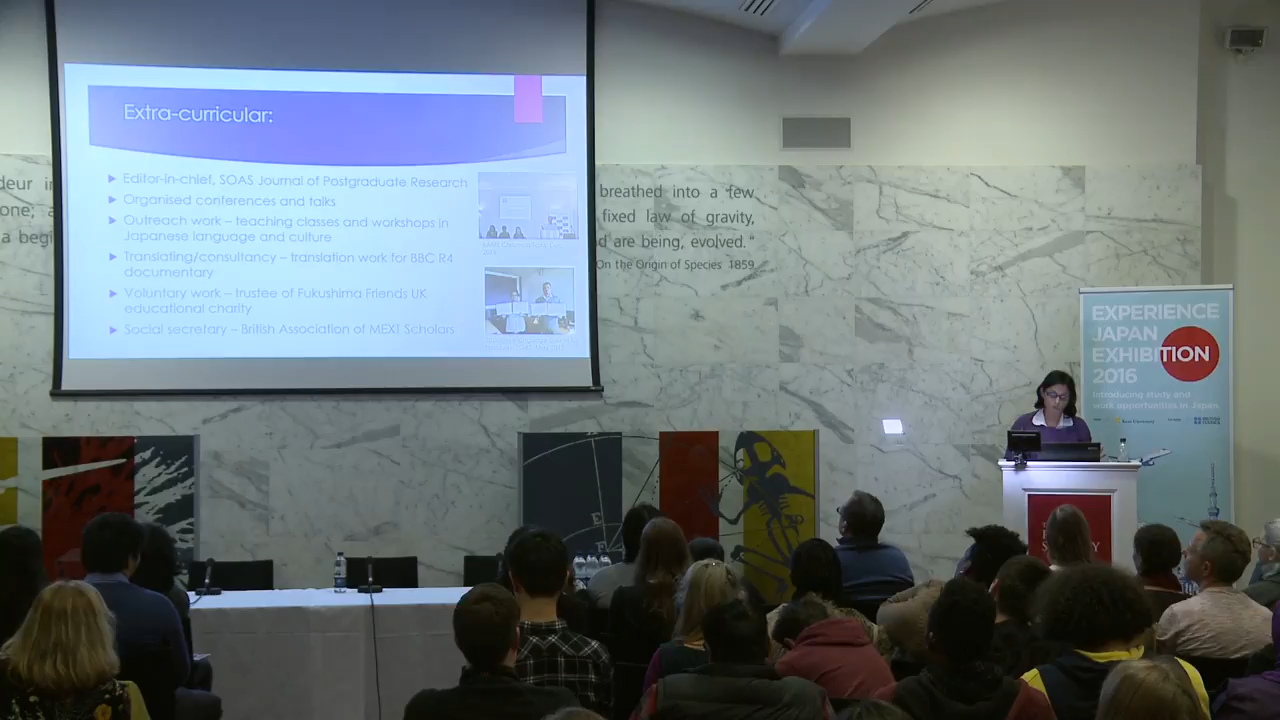 Extra-curricular:
Editor-in-chief, SOAS Journal of Postgraduate Research
Organised conferences and talks
Outreach work – teaching classes and workshops in
Japanese language and culture
Translating/consultancy – translation work for BBC R4
documentary
Voluntary work – trustee of Fukushima Friends UK
educational charity
Social secretary – British Association of MEXT Scholars
deur in
one; a
a begi
breathed into a few
fixed law of gravity,
d are being, evolved."
On the Origin of Species 1859
EXPERIENCE
JAPAN
EXHIBITION
2016
Introducing study and
work opportunities in Japan